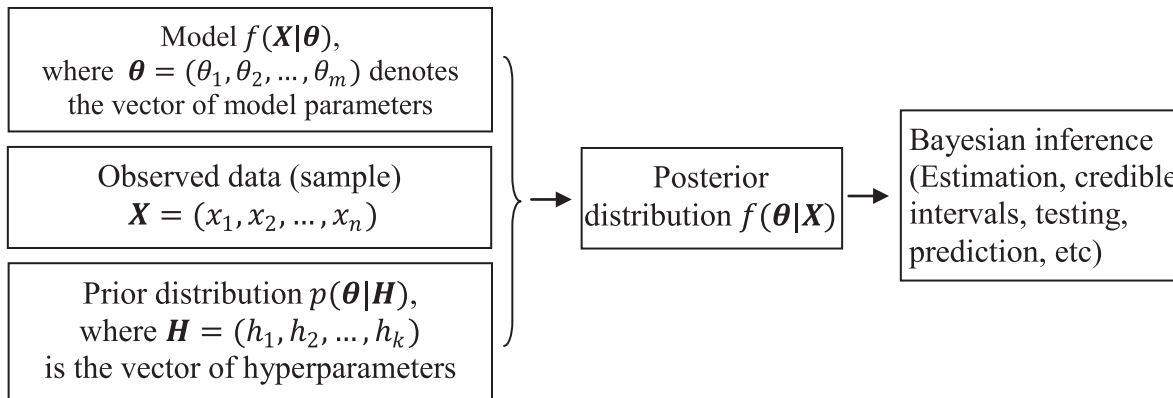 Model f(X|θ),
where θ = (θ₁, θ₂, … , θₘ) denotes
the vector of model parameters
Observed data (sample)
X = (x₁, x₂, … , xₙ)
Prior distribution p(θ|H),
where H = (h₁, h₂, … , hₖ)
is the vector of hyperparameters
Posterior
distribution f(θ|X)
Bayesian inference
(Estimation, credible
intervals, testing,
prediction, etc)